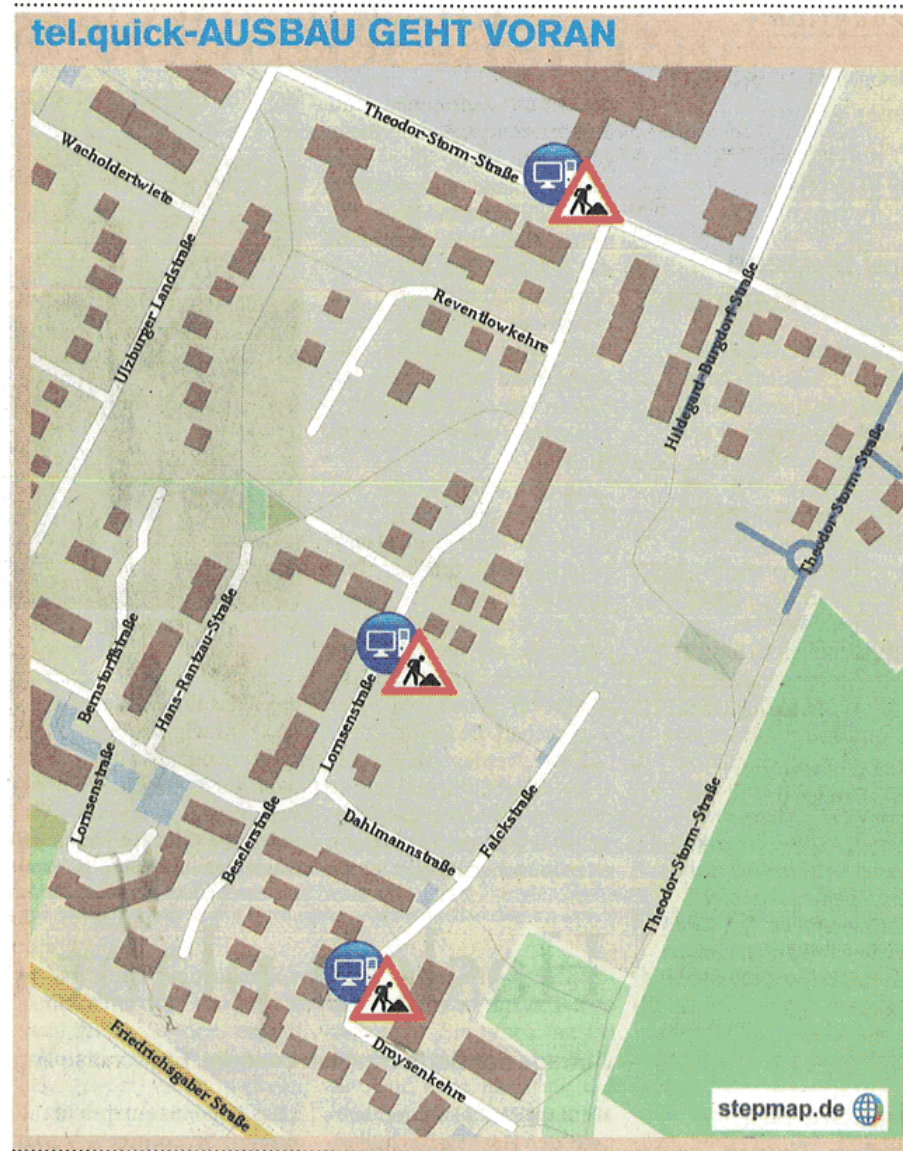 tel.quick-AUSBAU GEHT VORAN
Theodor-Storm-Straße
Wacholdertwiete
Ulzburger Landstraße
Reventlowkehre
Hildegard-Burgdorf-Straße
Theodor-Storm-Straße
Bernstorffstraße
Hans-Rantzau-Straße
Lornsenstraße
Lornsenstraße
Beselerstraße
Dahlmannstraße
Falckstraße
Theodor-Storm-Straße
Friedrichsgaber Straße
Droysenkehre
stepmap.de